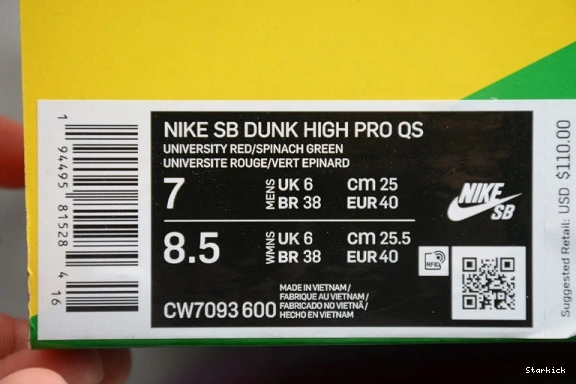 NIKE SB DUNK HIGH PRO QS
UNIVERSITY RED/SPINACH GREEN
UNIVERSITE ROUGE/VERT EPINARD
7 MENS UK 6 cm 25
BR 38 EUR 40
8.5 WMNS UK 6 cm 25.5
BR 38 EUR 40
CW7093 600
MADE IN VIETNAM/
FABRIQUE AU VIETNAM/
FABRICADO NO VIETNÃ/
HECHO EN VIETNAM
NIKE
SB
RFID
1 94495 81528 4 16
Suggested Retail: USD $110.00
Starkick